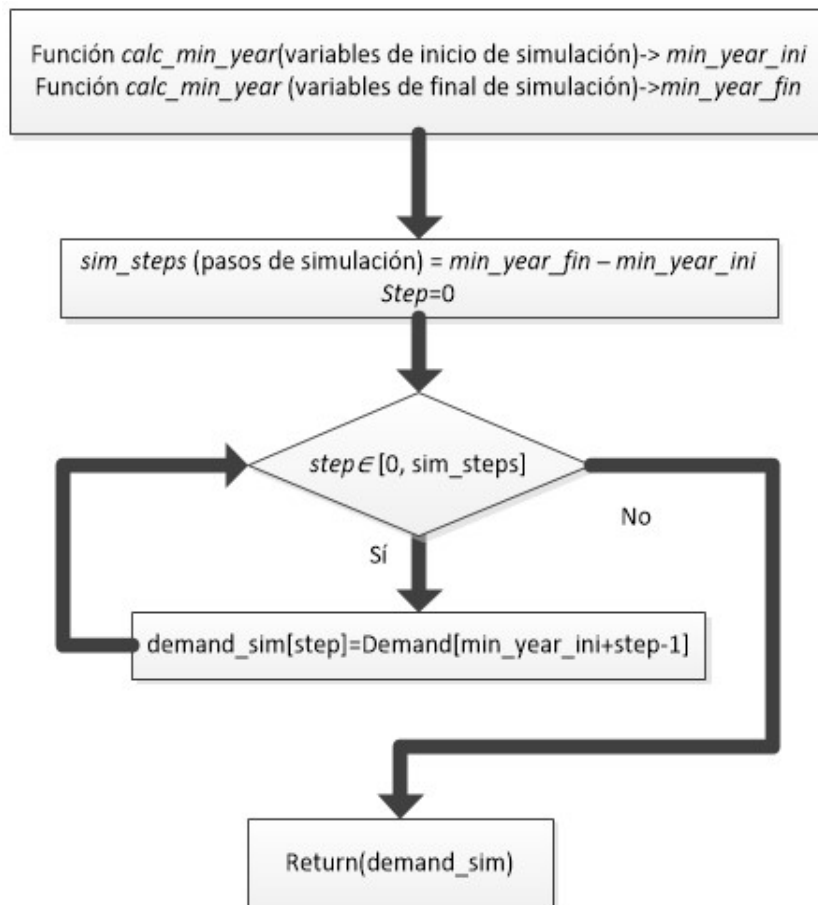 Función calc_min_year(variables de inicio de simulación)-> min_year_ini
Función calc_min_year (variables de final de simulación)->min_year_fin
sim_steps (pasos de simulación) = min_year_fin – min_year_ini
Step=0
step∈[0, sim_steps]
No
Sí
demand_sim[step]=Demand[min_year_ini+step-1]
Return(demand_sim)